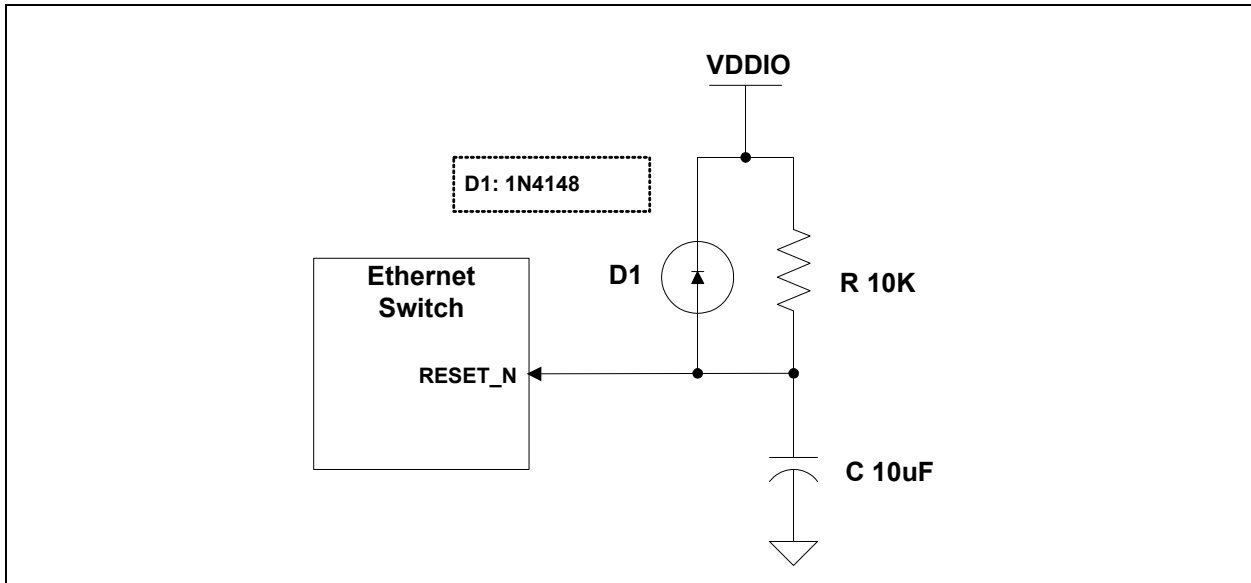 VDDIO
D1: 1N4148
D1
R 10K
Ethernet
Switch
RESET_N
C 10uF